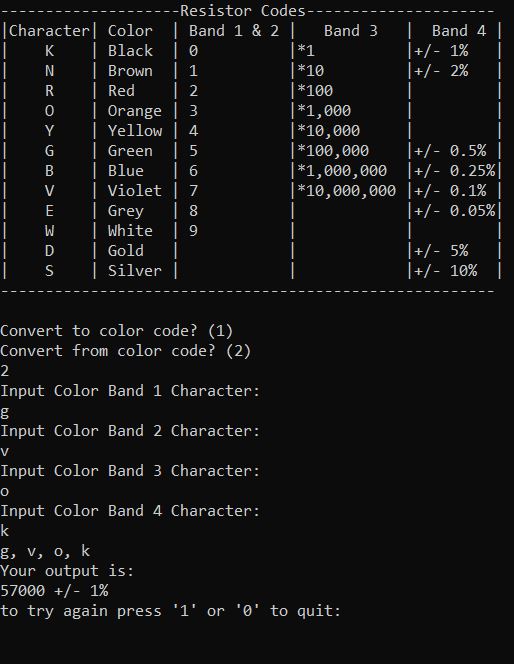 --------------------Resistor Codes---------------------
|Character| Color  | Band 1 & 2 |   Band 3   |  Band 4  |
|    K    | Black  | 0          |*1          |+/- 1%   |
|    N    | Brown  | 1          |*10         |+/- 2%   |
|    R    | Red    | 2          |*100        |         |
|    O    | Orange | 3          |*1,000      |         |
|    Y    | Yellow | 4          |*10,000     |         |
|    G    | Green  | 5          |*100,000    |+/- 0.5% |
|    B    | Blue   | 6          |*1,000,000  |+/- 0.25%|
|    V    | Violet | 7          |*10,000,000 |+/- 0.1% |
|    E    | Grey   | 8          |            |+/- 0.05%|
|    W    | White  | 9          |            |         |
|    D    | Gold   |            |            |+/- 5%   |
|    S    | Silver |            |            |+/- 10%  |
-------------------------------------------------------
Convert to color code? (1)
Convert from color code? (2)
2
Input Color Band 1 Character:
g
Input Color Band 2 Character:
v
Input Color Band 3 Character:
o
Input Color Band 4 Character:
k
g, v, o, k
Your output is:
57000 +/- 1%
to try again press '1' or '0' to quit: